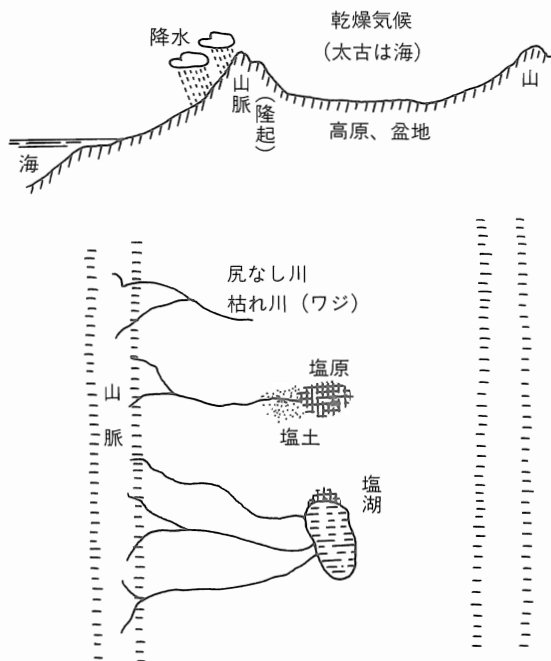 乾燥気候
(太古は海)
降水
山脈(隆起)
山
高原、盆地
海
尻なし川
枯れ川(ワジ)
塩原
塩土
山脈
塩湖